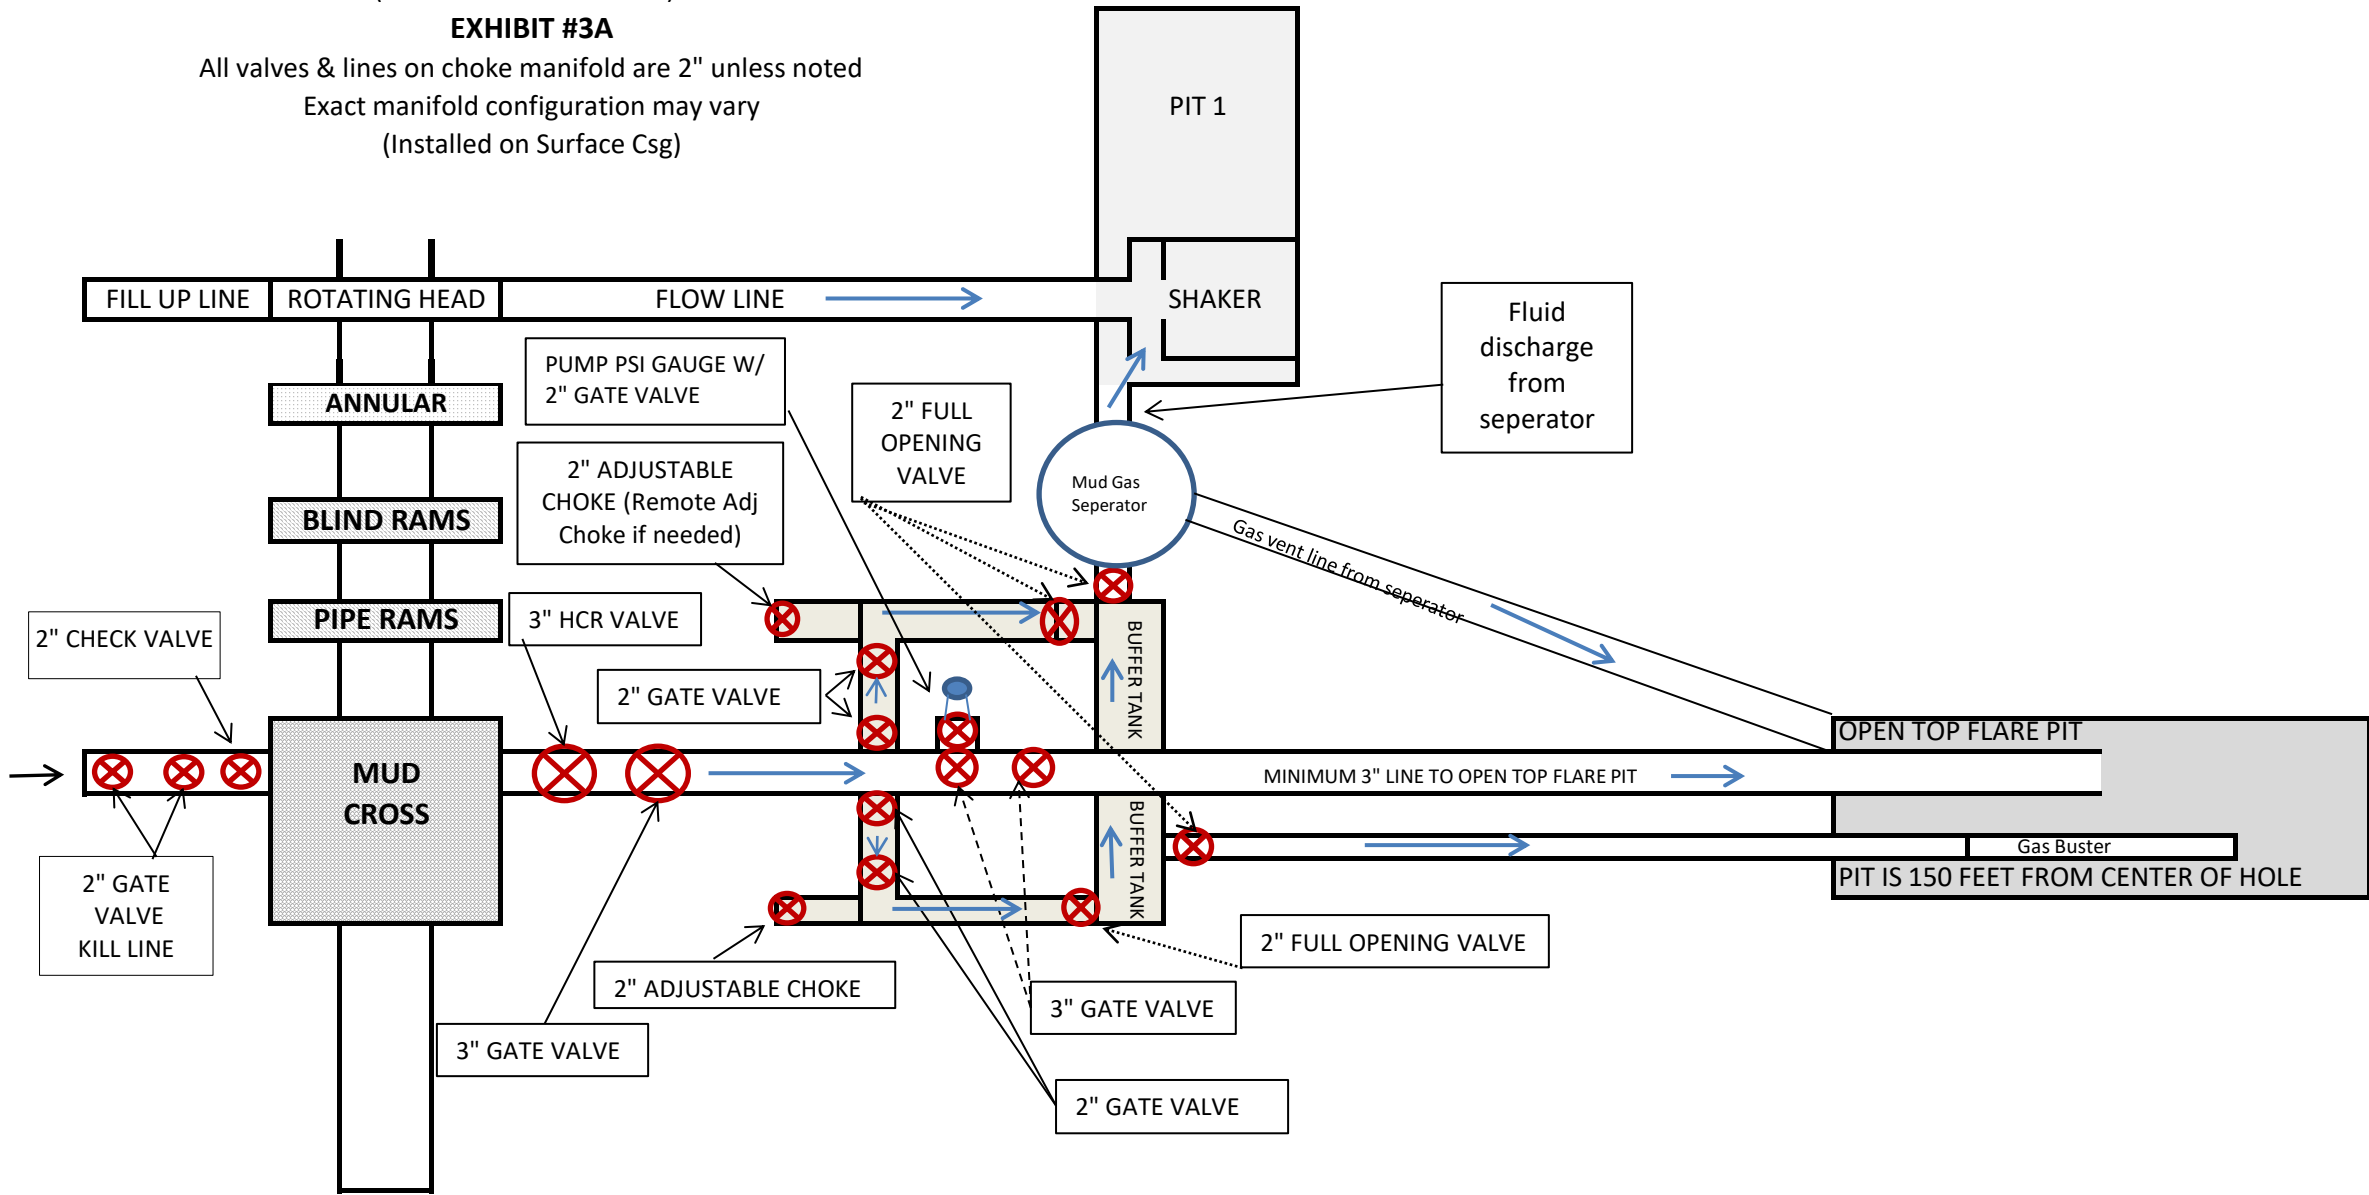 EXHIBIT #3A
All valves & lines on choke manifold are 2" unless noted
Exact manifold configuration may vary
(Installed on Surface Csg)
PIT 1
FILL UP LINE
ROTATING HEAD
FLOW LINE
SHAKER
Fluid
discharge
from
seperator
PUMP PSI GAUGE W/
2" GATE VALVE
ANNULAR
2" FULL
OPENING
VALVE
2" ADJUSTABLE
CHOKE (Remote Adj
Choke if needed)
Mud Gas
Seperator
BLIND RAMS
Gas vent line from seperator
PIPE RAMS
3" HCR VALVE
2" CHECK VALVE
BUFFER TANK
2" GATE VALVE
OPEN TOP FLARE PIT
MUD
CROSS
MINIMUM 3" LINE TO OPEN TOP FLARE PIT
BUFFER TANK
Gas Buster
PIT IS 150 FEET FROM CENTER OF HOLE
2" GATE
VALVE
KILL LINE
2" FULL OPENING VALVE
2" ADJUSTABLE CHOKE
3" GATE VALVE
3" GATE VALVE
2" GATE VALVE